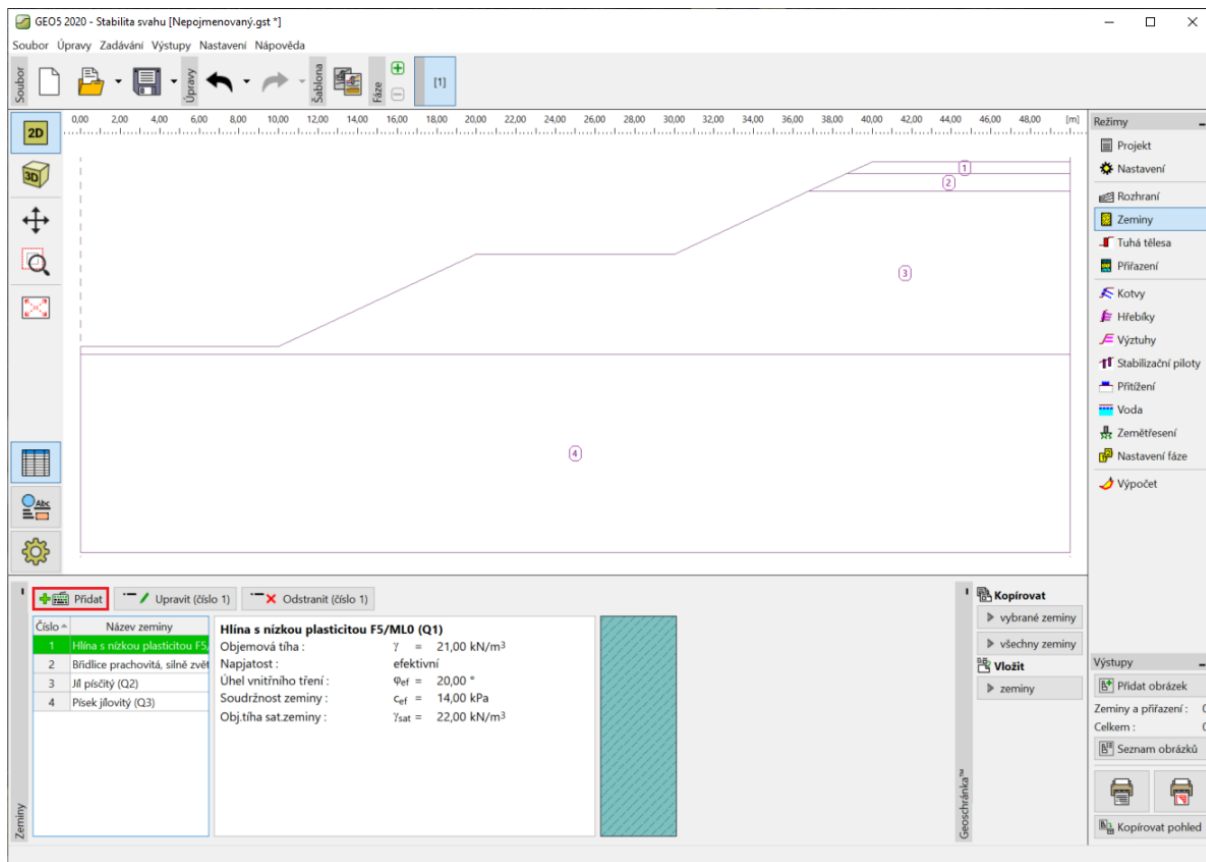 GEO5 2020 - Stabilita svahu [Nepojmenovaný.gst *]
Soubor Úpravy Zadávání Výstupy Nastavení Nápověda
Soubor
Úpravy
Šablona
Fáze
[1]
2D
3D
Abc
0,00 2,00 4,00 6,00 8,00 10,00 12,00 14,00 16,00 18,00 20,00 22,00 24,00 26,00 28,00 30,00 32,00 34,00 36,00 38,00 40,00 42,00 44,00 46,00 48,00 [m]
1
2
3
4
Režimy
Projekt
Nastavení
Rozhraní
Zeminy
Tuhá tělesa
Přiřazení
Kotvy
Hřebíky
Výztuhy
Stabilizační piloty
Přitížení
Voda
Zemětřesení
Nastavení fáze
Výpočet
Zeminy
Přidat Upravit (číslo 1) Odstranit (číslo 1)
Číslo Název zeminy
1 Hlína s nízkou plasticitou F5/
2 Břidlice prachovitá, silně zvět
3 Jíl písčitý (Q2)
4 Písek jílovitý (Q3)
Hlína s nízkou plasticitou F5/ML0 (Q1)
Objemová tíha : γ = 21,00 kN/m3
Napjatost : efektivní
Úhel vnitřního tření : φef = 20,00 °
Soudržnost zeminy : cef = 14,00 kPa
Obj.tíha sat.zeminy : γsat = 22,00 kN/m3
Geoschránka™
Kopírovat
vybrané zeminy
všechny zeminy
Vložit
zeminy
Výstupy
Přidat obrázek
Zeminy a přiřazení : 0
Celkem : 0
Seznam obrázků
Kopírovat pohled